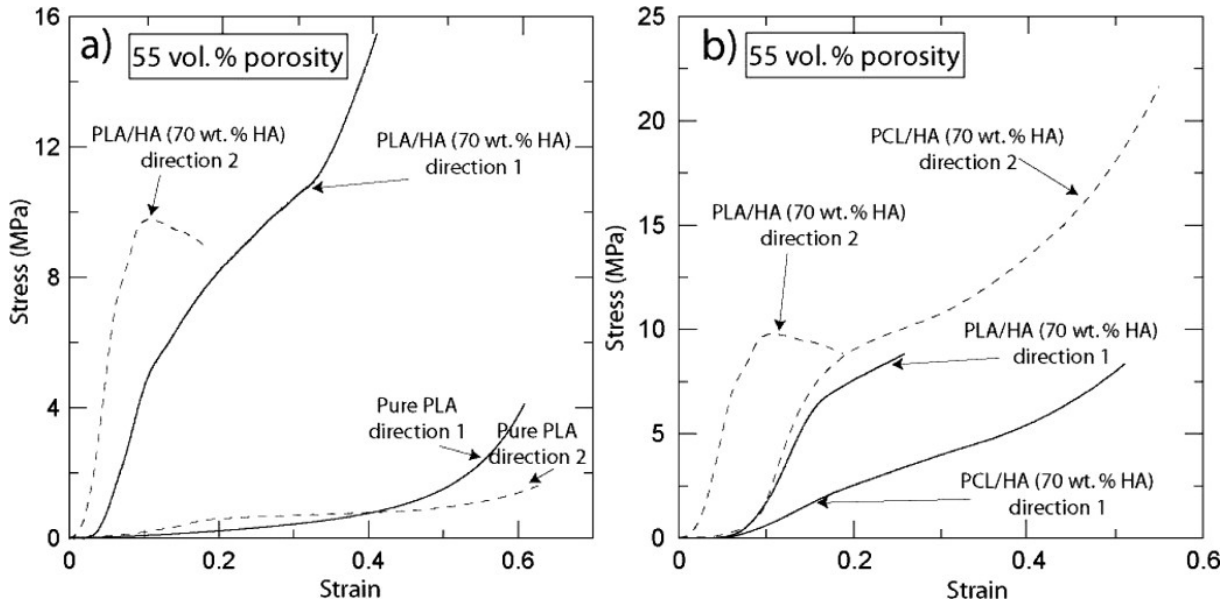 a)
55 vol. % porosity
16
12
8
4
0
Stress (MPa)
PLA/HA (70 wt. % HA)
direction 2
PLA/HA (70 wt. % HA)
direction 1
Pure PLA
direction 1
Pure PLA
direction 2
0
0.2
0.4
0.6
Strain
b)
55 vol. % porosity
25
20
15
10
5
0
Stress (MPa)
PCL/HA (70 wt. % HA)
direction 2
PLA/HA (70 wt. % HA)
direction 2
PLA/HA (70 wt. % HA)
direction 1
PCL/HA (70 wt. % HA)
direction 1
0
0.2
0.4
0.6
Strain